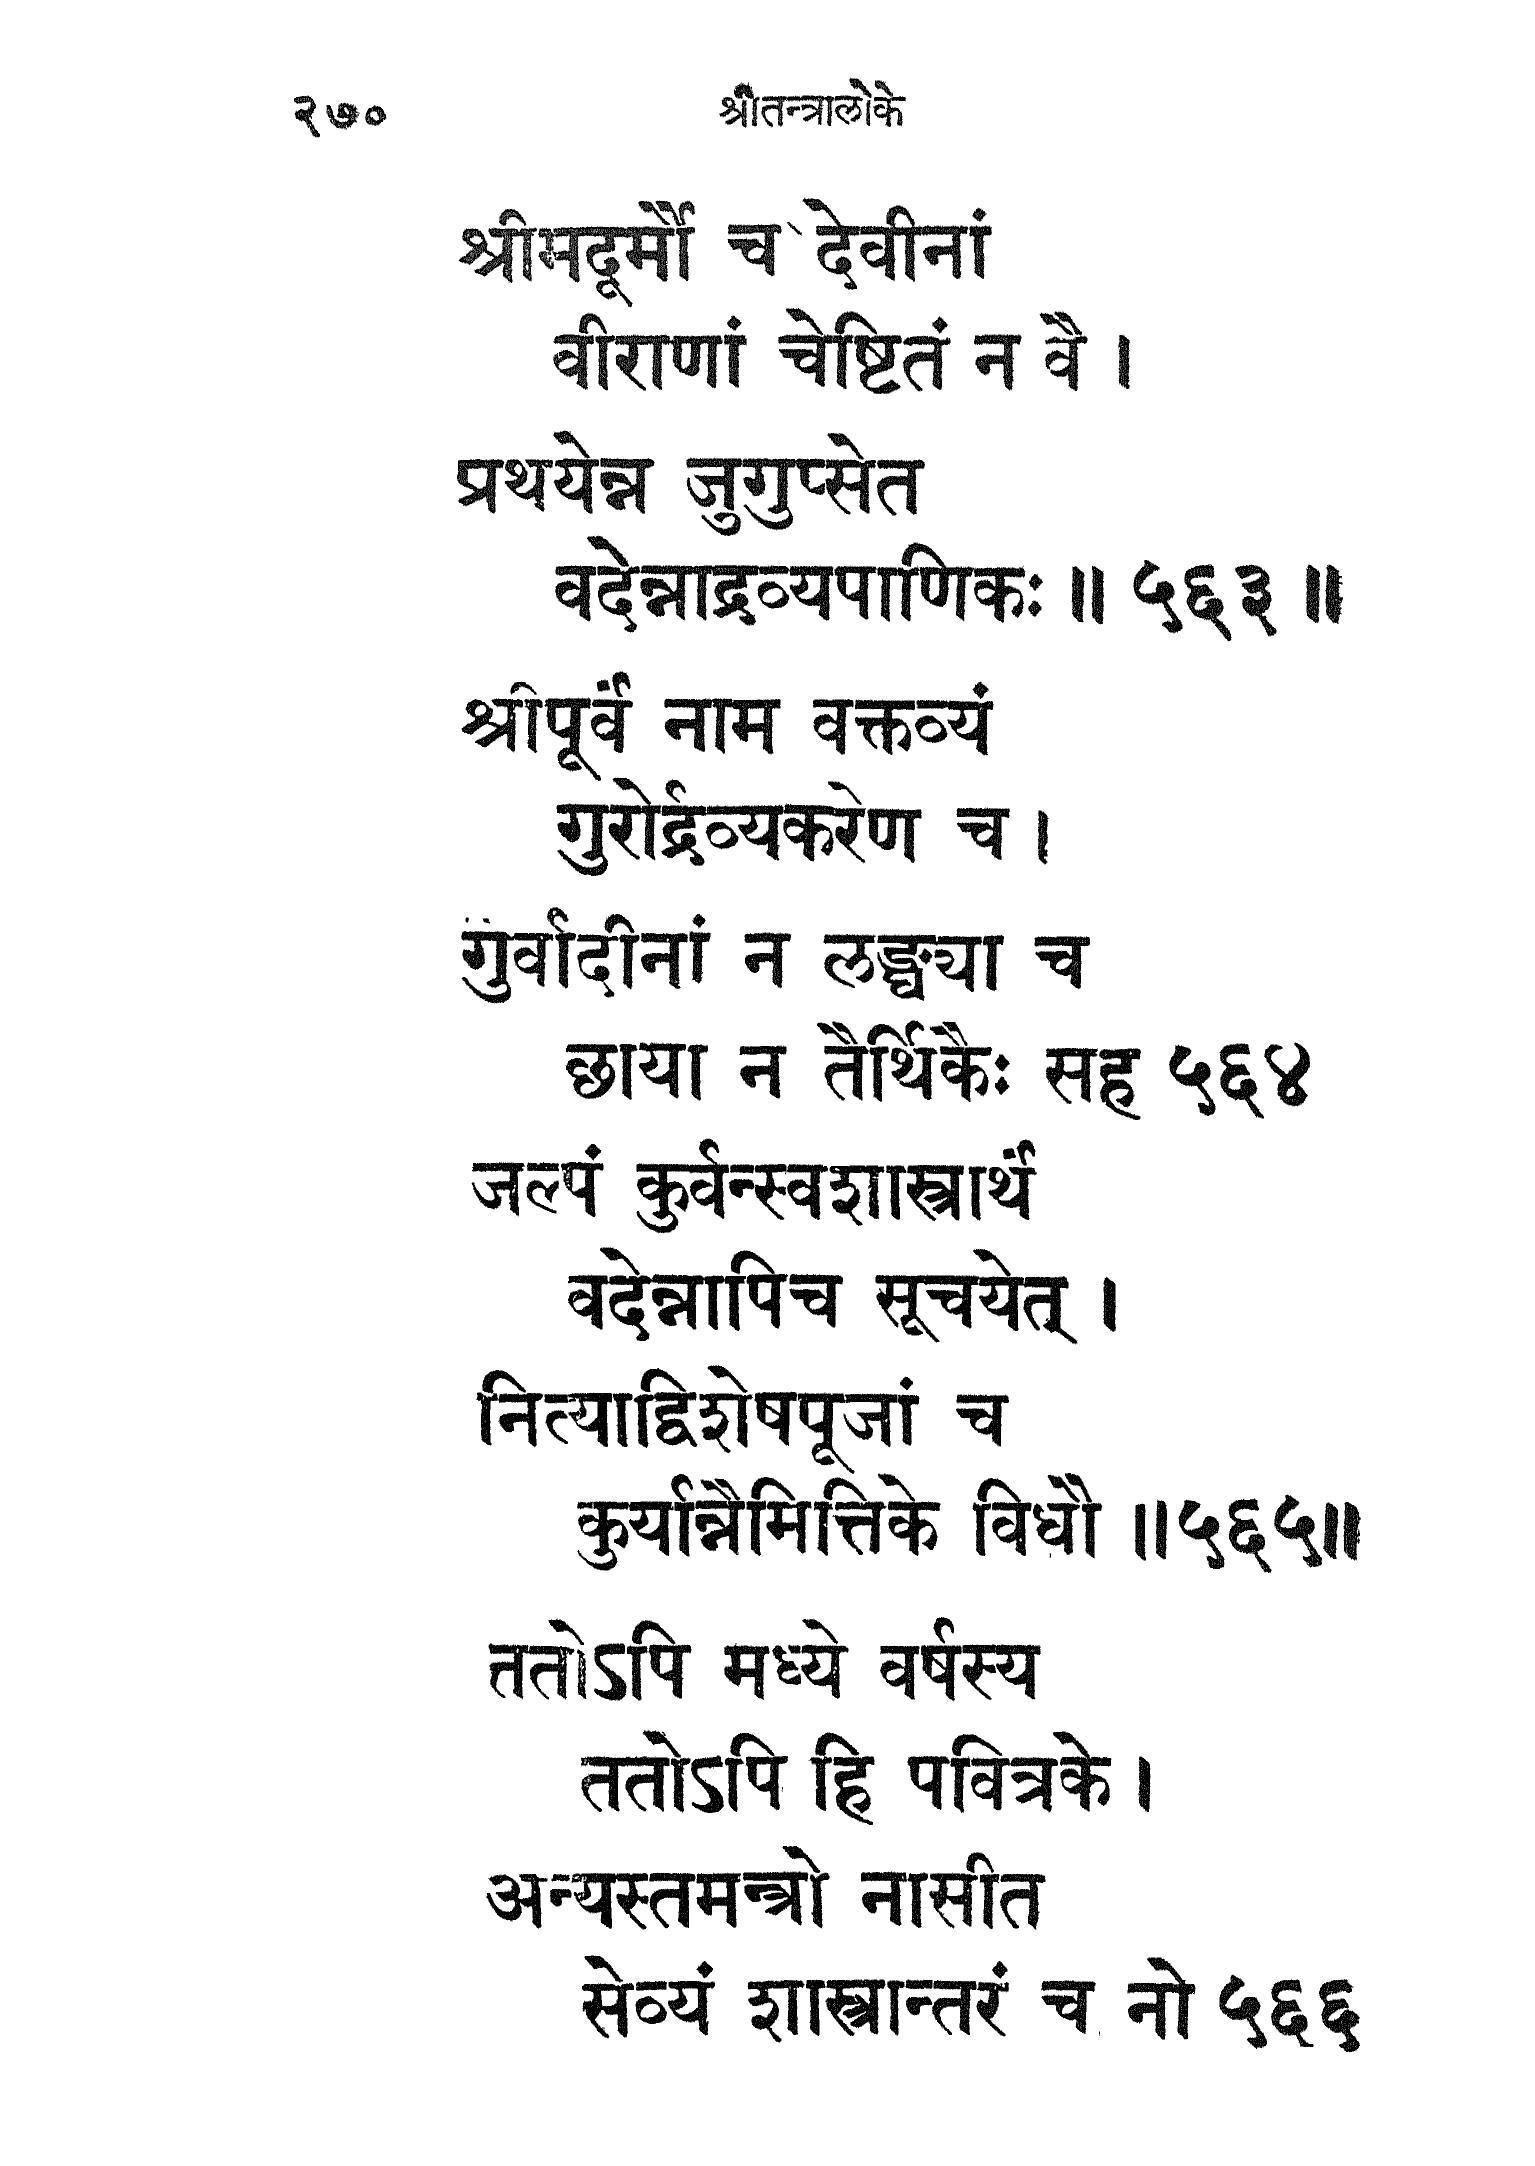 २७० श्रीतन्त्रालोके
श्रीमदूर्मौ च देवीनां
वीराणां चेष्टितं न वै ।
प्रथयेन्न जुगुप्सेत
वदेन्नाद्रव्यपाणिकः ॥ ५६३ ॥
श्रीपूर्वं नाम वक्तव्यं
गुरोर्द्रव्यकरेण च ।
गुर्वादीनां न लङ्घ्या च
छाया न तैर्थिकैः सह ५६४
जल्पं कुर्वन्स्वशास्त्रार्थं
वदेन्नापिच सूचयेत् ।
नित्याद्विशेषपूजां च
कुर्यान्नैमित्तिके विधौ ॥५६५॥
ततोऽपि मध्ये वर्षस्य
ततोऽपि हि पवित्रके ।
अन्यस्तमन्त्रो नासीत
सेव्यं शास्त्रान्तरं च नो ५६६